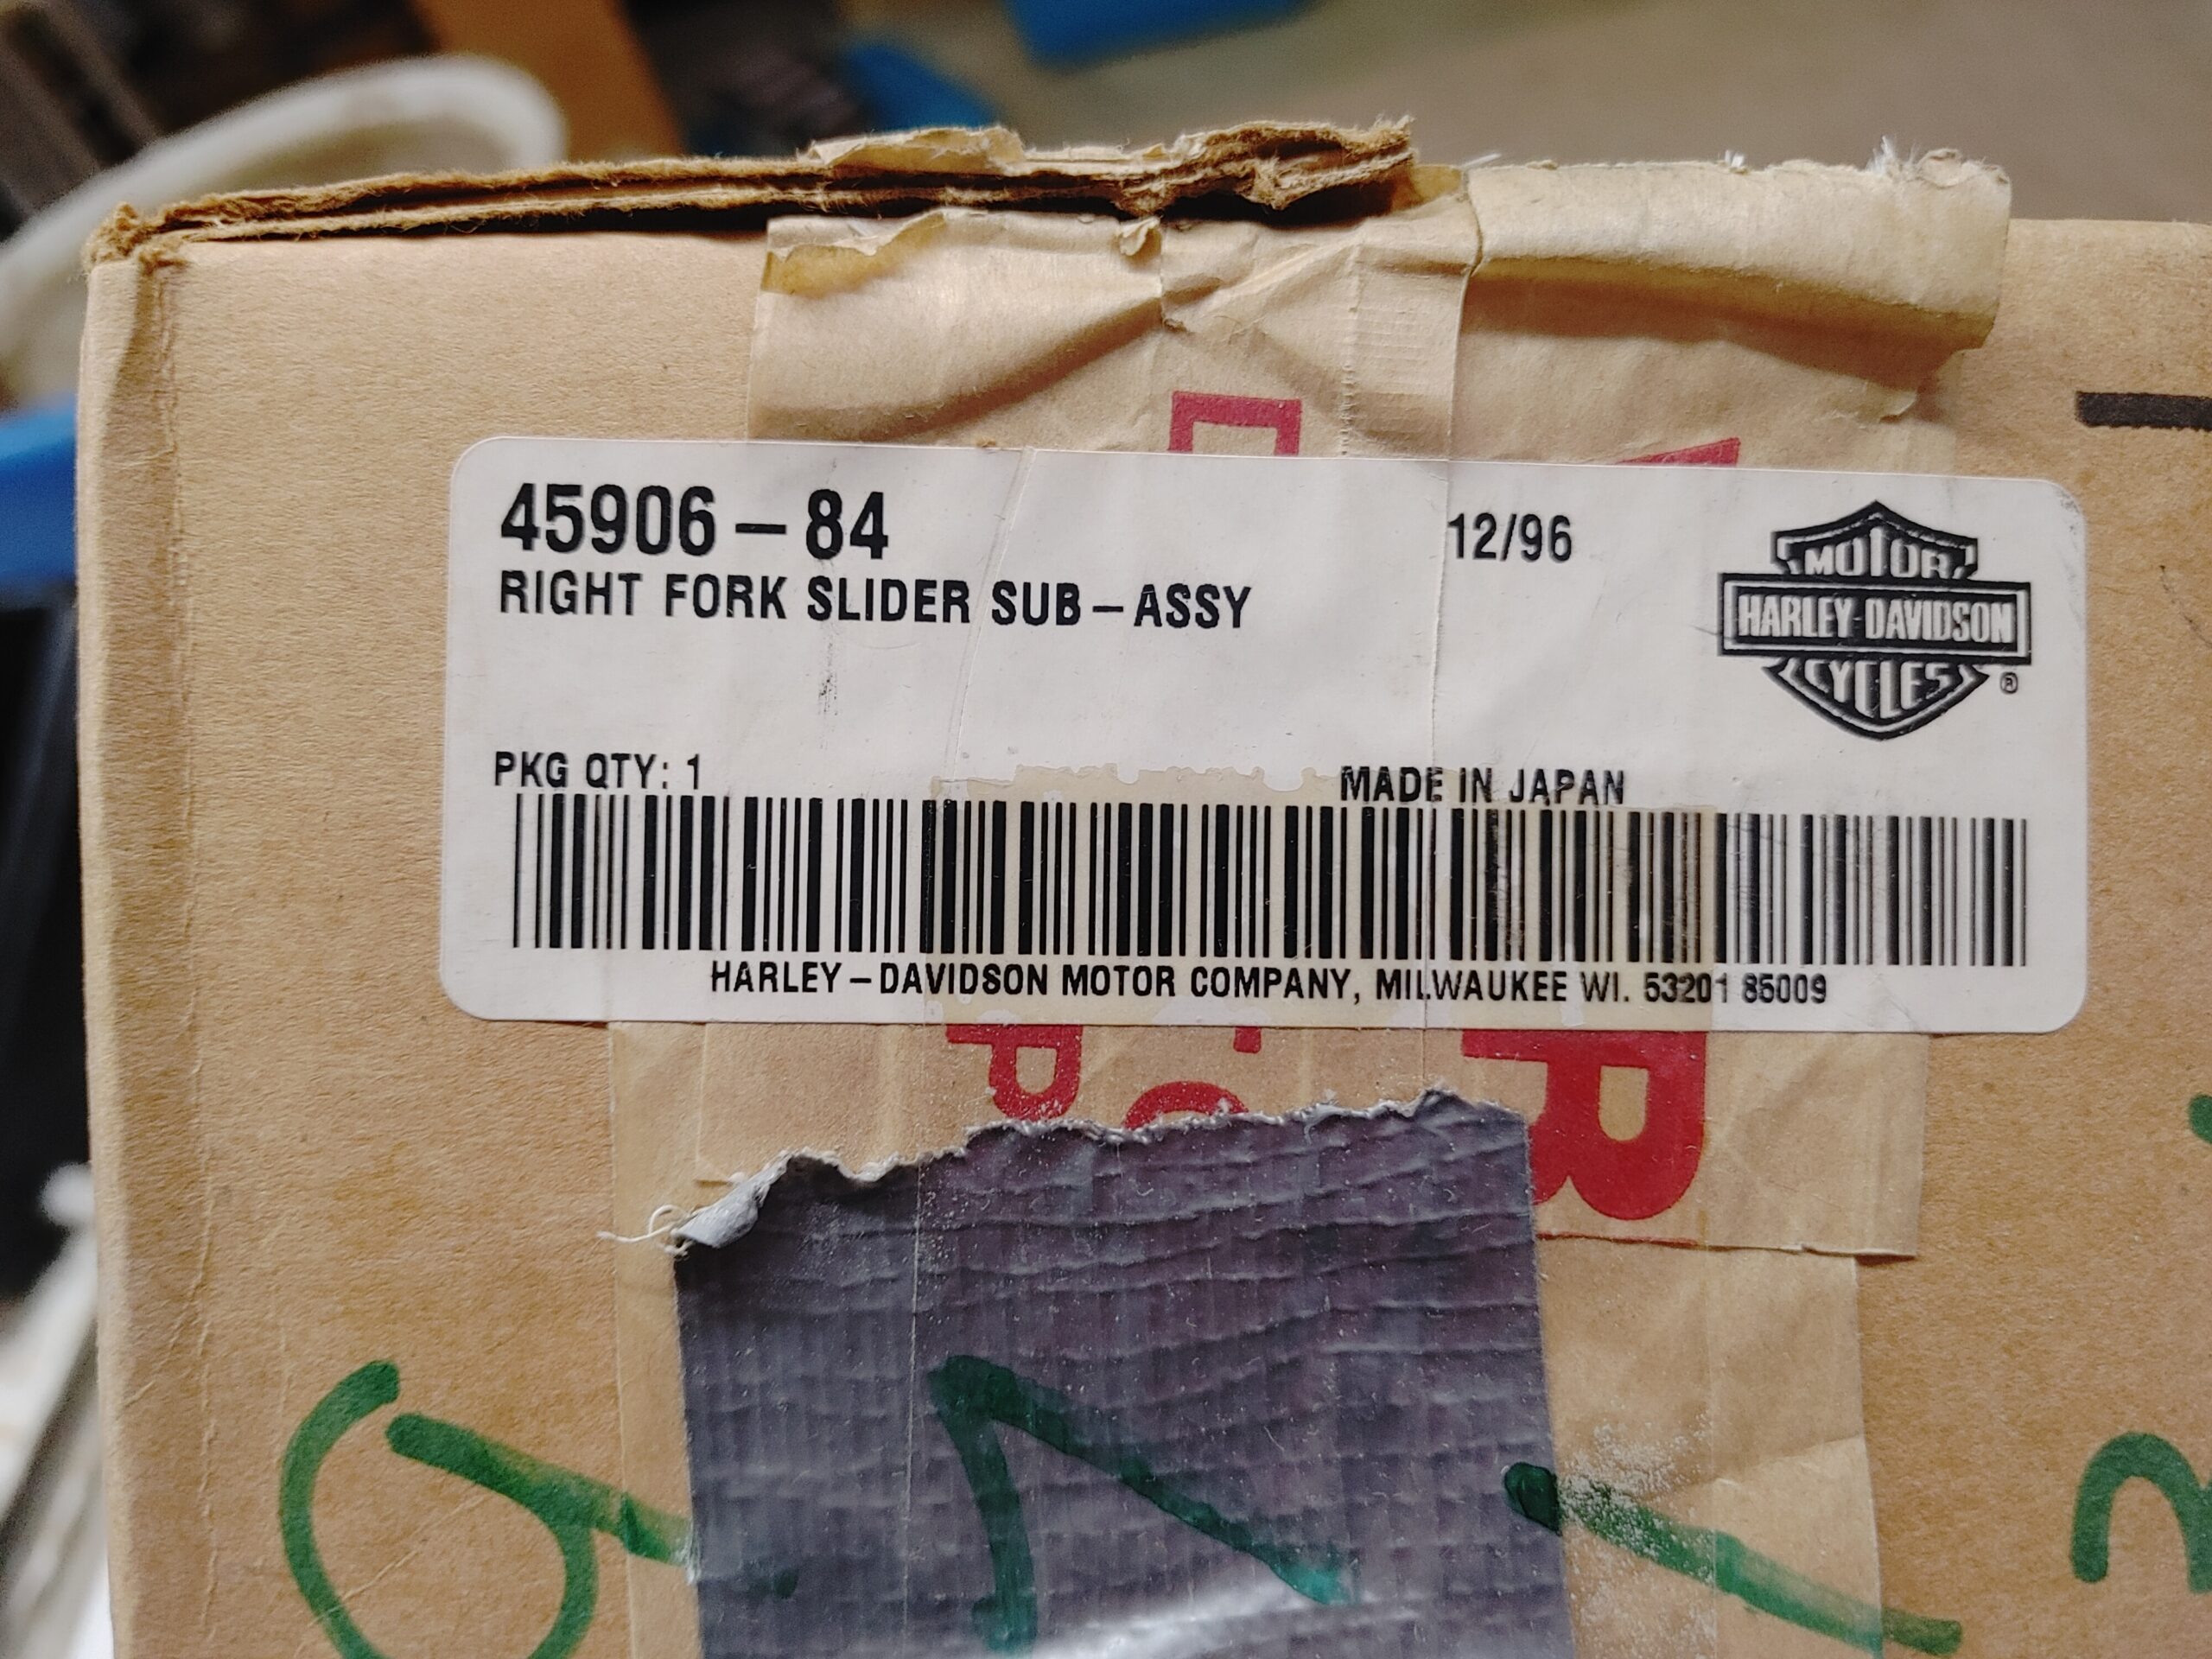 45906-84
12/96
RIGHT FORK SLIDER SUB-ASSY
MOTOR
HARLEY-DAVIDSON
CYCLES
®
PKG QTY: 1
MADE IN JAPAN
HARLEY-DAVIDSON MOTOR COMPANY, MILWAUKEE WI. 53201 85009